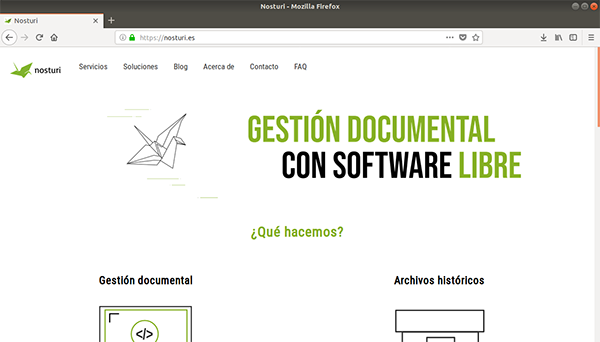 Nosturi - Mozilla Firefox
Nosturi
https://nosturi.es
nosturi Servicios Soluciones Blog Acerca de Contacto FAQ
GESTIÓN DOCUMENTAL
CON SOFTWARE LIBRE
¿Qué hacemos?
Gestión documental Archivos históricos
</>